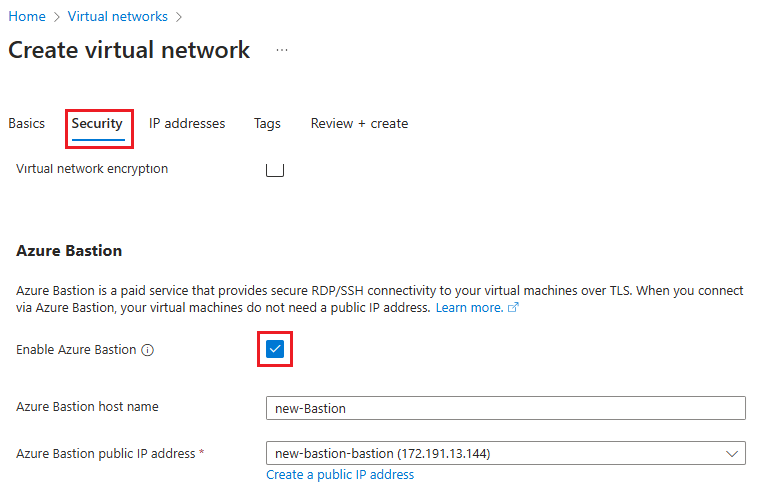 Home > Virtual networks >
Create virtual network ...
Basics Security IP addresses Tags Review + create
Virtual network encryption
Azure Bastion
Azure Bastion is a paid service that provides secure RDP/SSH connectivity to your virtual machines over TLS. When you connect
via Azure Bastion, your virtual machines do not need a public IP address. Learn more.
Enable Azure Bastion
Azure Bastion host name
new-Bastion
Azure Bastion public IP address *
new-bastion-bastion (172.191.13.144)
Create a public IP address